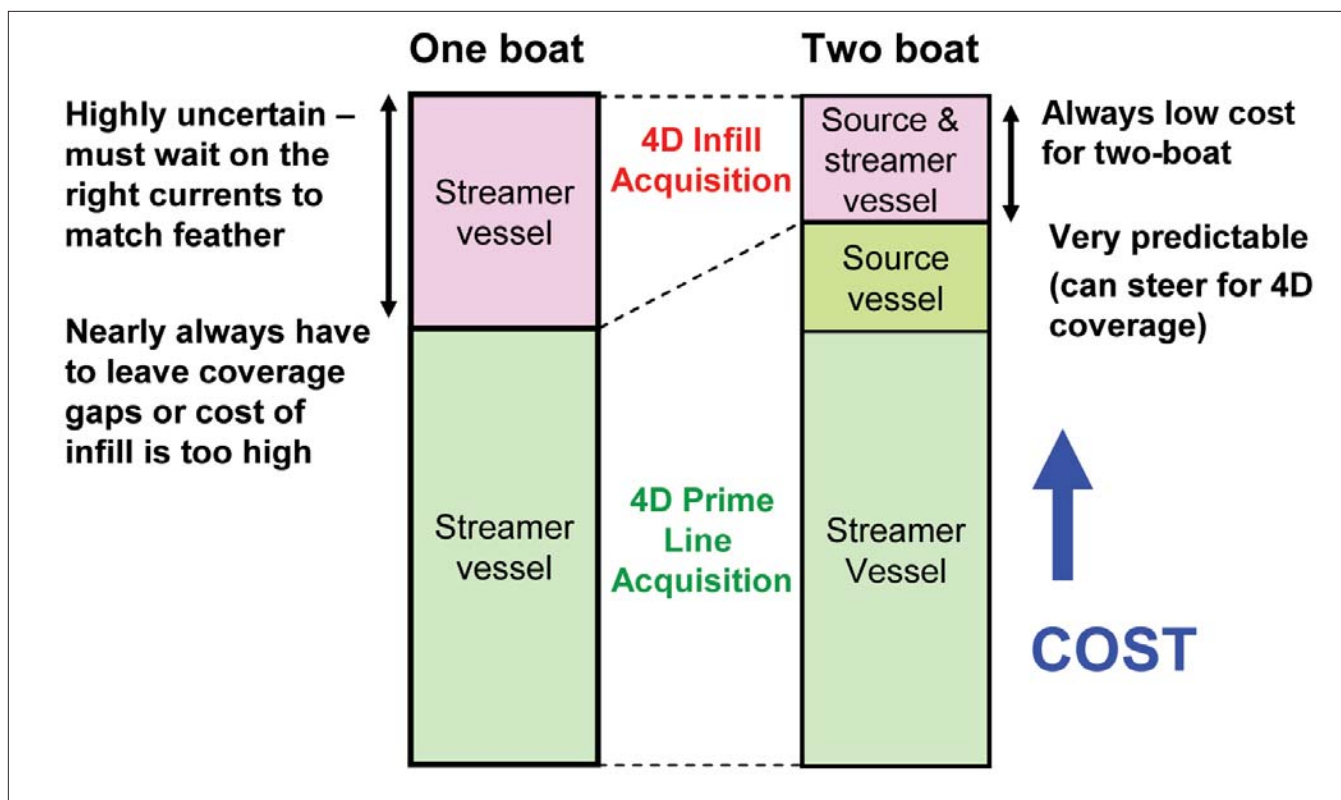 One boat
Two boat
Highly uncertain –
must wait on the
right currents to
match feather
Nearly always have
to leave coverage
gaps or cost of
infill is too high
Streamer
vessel
Streamer
vessel
4D Infill
Acquisition
4D Prime
Line
Acquisition
Source &
streamer
vessel
Source
vessel
Streamer
Vessel
Always low cost
for two-boat
Very predictable
(can steer for 4D
coverage)
COST